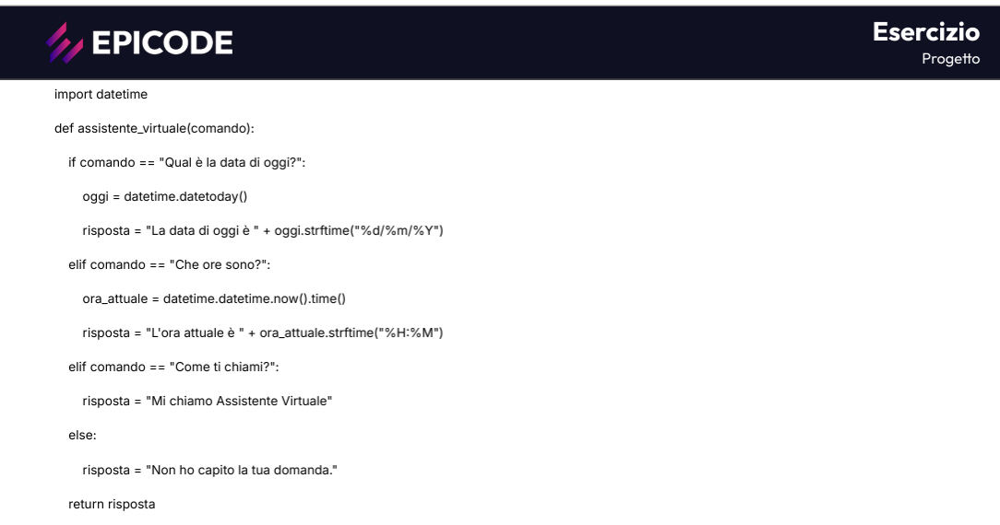 EPICODE
Esercizio
Progetto
import datetime
def assistente_virtuale(comando):
if comando == "Qual è la data di oggi?":
oggi = datetime.datetoday()
risposta = "La data di oggi è " + oggi.strftime("%d/%m/%Y")
elif comando == "Che ore sono?":
ora_attuale = datetime.datetime.now().time()
risposta = "L'ora attuale è " + ora_attuale.strftime("%H:%M")
elif comando == "Come ti chiami?":
risposta = "Mi chiamo Assistente Virtuale"
else:
risposta = "Non ho capito la tua domanda."
return risposta